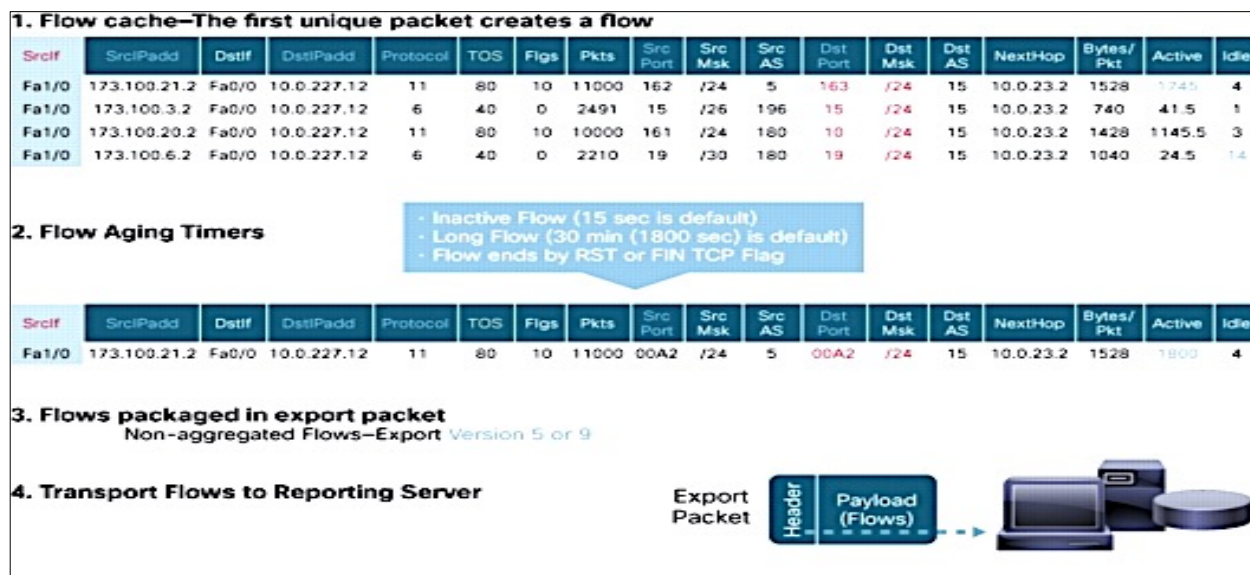 1. Flow cache–The first unique packet creates a flow
SrcIf SrcIPadd DstIf DstIPadd Protocol TOS Flgs Pkts Src Port Src Msk Src AS Dst Port Dst Msk Dst AS NextHop Bytes/ Pkt Active Idle
Fa1/0 173.100.21.2 Fa0/0 10.0.227.12 11 80 10 11000 162 /24 5 163 /24 15 10.0.23.2 1528 1745 4
Fa1/0 173.100.3.2 Fa0/0 10.0.227.12 6 40 0 2491 15 /26 196 15 /24 15 10.0.23.2 740 41.5 1
Fa1/0 173.100.20.2 Fa0/0 10.0.227.12 11 80 10 10000 161 /24 180 10 /24 15 10.0.23.2 1428 1145.5 3
Fa1/0 173.100.6.2 Fa0/0 10.0.227.12 6 40 0 2210 19 /30 180 19 /24 15 10.0.23.2 1040 24.5 14
2. Flow Aging Timers
- Inactive Flow (15 sec is default)
- Long Flow (30 min (1800 sec) is default)
- Flow ends by RST or FIN TCP Flag
SrcIf SrcIPadd DstIf DstIPadd Protocol TOS Flgs Pkts Src Port Src Msk Src AS Dst Port Dst Msk Dst AS NextHop Bytes/ Pkt Active Idle
Fa1/0 173.100.21.2 Fa0/0 10.0.227.12 11 80 10 11000 00A2 /24 5 00A2 /24 15 10.0.23.2 1528 1800 4
3. Flows packaged in export packet
Non-aggregated Flows–Export Version 5 or 9
4. Transport Flows to Reporting Server
Export Packet
Header
Payload (Flows)